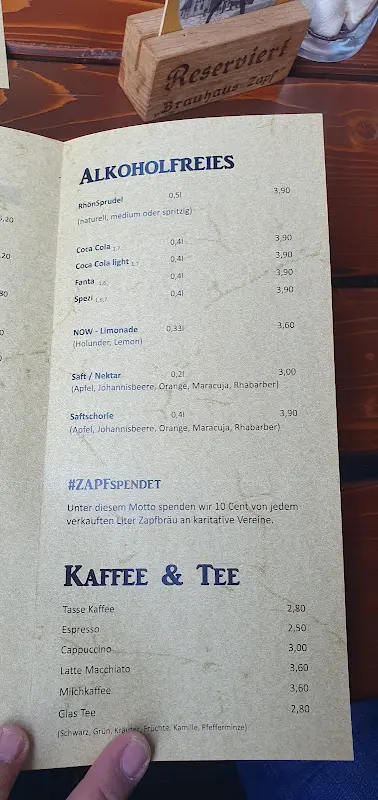 Reserviert
„Brauhaus Zapf"
ALKOHOLFREIES
RhönSprudel 0,5l 3,90
(naturell, medium oder spritzig)
Coca Cola 1,7 0,4l 3,90
Coca Cola light 0,4l 3,90
Fanta 0,4l 3,90
Spezi 0,4l 3,90
NOW - Limonade 0,33l 3,60
(Holunder, Lemon)
Saft / Nektar 0,2l 3,00
(Apfel, Johannisbeere, Orange, Maracuja, Rhabarber)
Saftschorle 0,4l 3,90
(Apfel, Johannisbeere, Orange, Maracuja, Rhabarber)
#ZAPFSPENDET
Unter diesem Motto spenden wir 10 Cent von jedem
verkauften Liter Zapfbräu an karitative Vereine.
KAFFEE & TEE
Tasse Kaffee 2,80
Espresso 2,50
Cappuccino 3,00
Latte Macchiato 3,60
Milchkaffee 3,60
Glas Tee 2,80
(Schwarz, Grün, Kräuter, Früchte, Kamille, Pfefferminze)